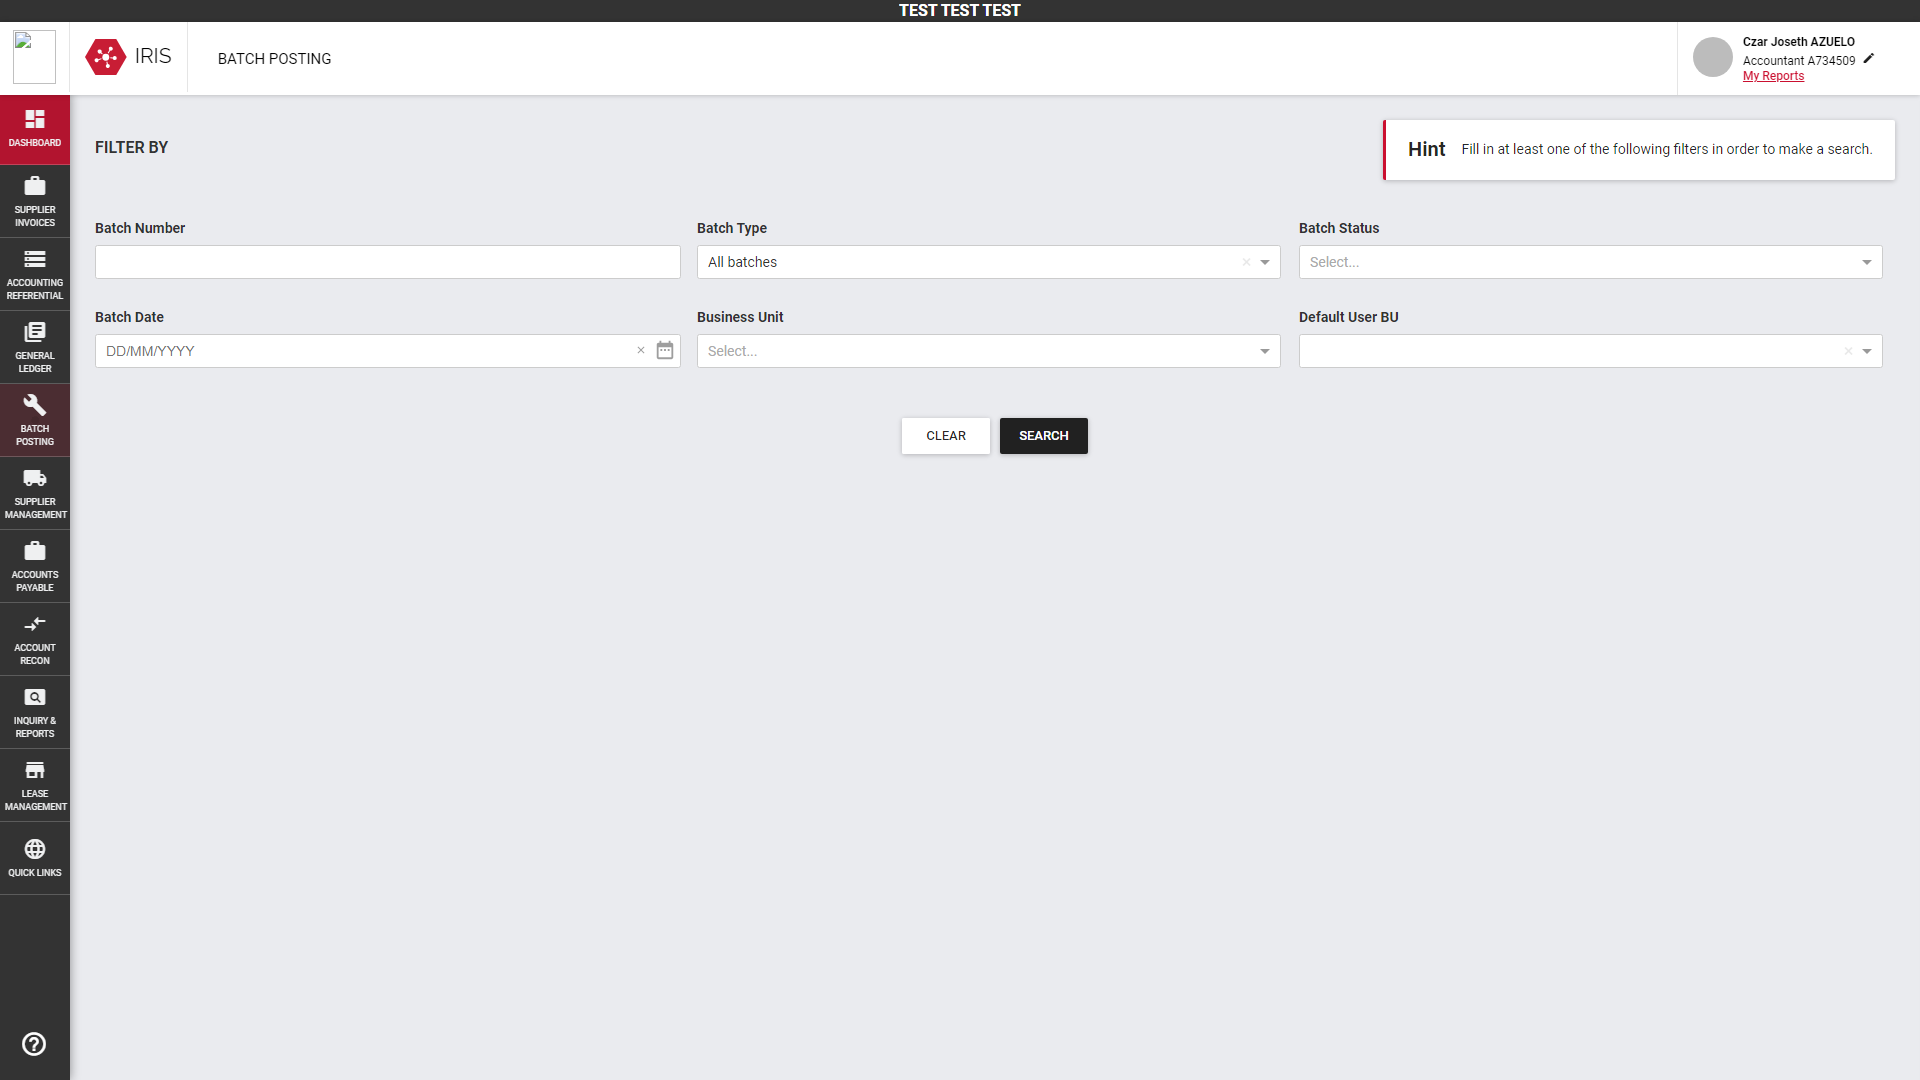 TEST TEST TEST
IRIS
BATCH POSTING
Czar Joseth AZUELO
Accountant A734509
My Reports
DASHBOARD
SUPPLIER
INVOICES
ACCOUNTING
REFERENTIAL
GENERAL
LEDGER
BATCH
POSTING
SUPPLIER
MANAGEMENT
ACCOUNTS
PAYABLE
ACCOUNT
RECON
INQUIRY &
REPORTS
LEASE
MANAGEMENT
QUICK LINKS
FILTER BY
Hint Fill in at least one of the following filters in order to make a search.
Batch Number
Batch Type
All batches
Batch Status
Select...
Batch Date
DD/MM/YYYY
Business Unit
Select...
Default User BU
CLEAR
SEARCH